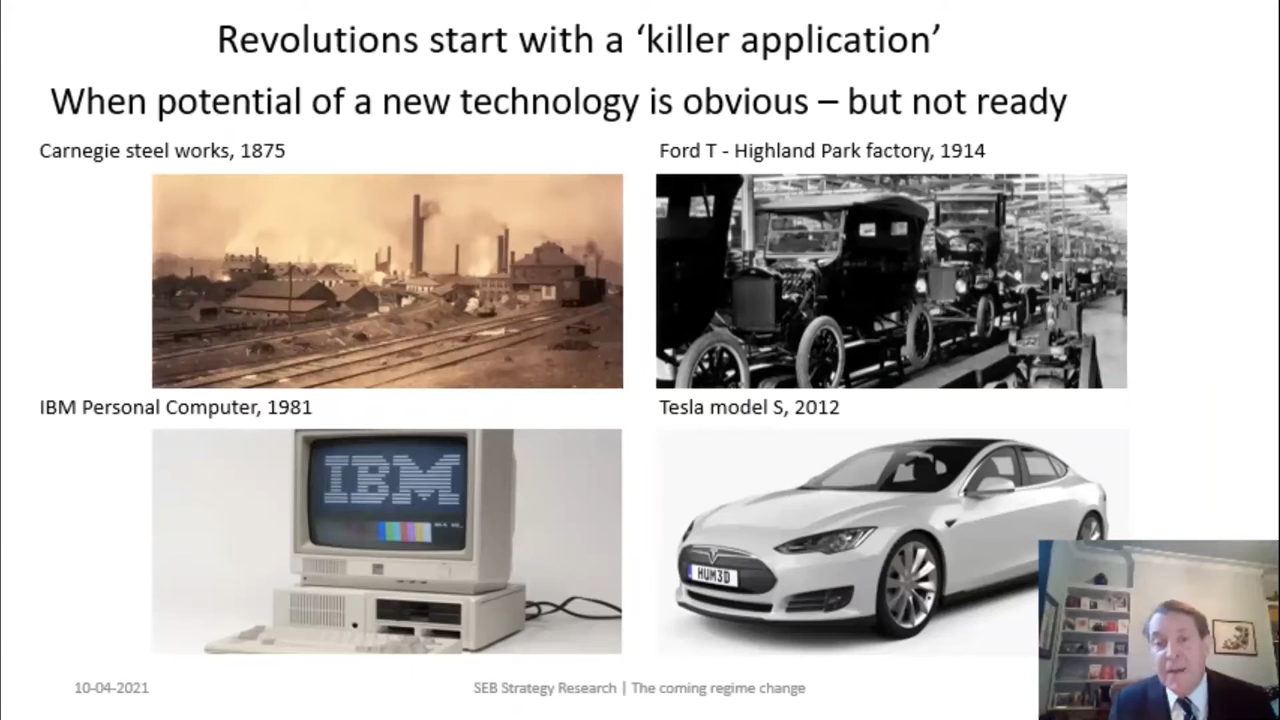 Revolutions start with a ‘killer application’
When potential of a new technology is obvious – but not ready
Carnegie steel works, 1875
Ford T - Highland Park factory, 1914
IBM Personal Computer, 1981
Tesla model S, 2012
IBM
HUM3D
10-04-2021
SEB Strategy Research | The coming regime change